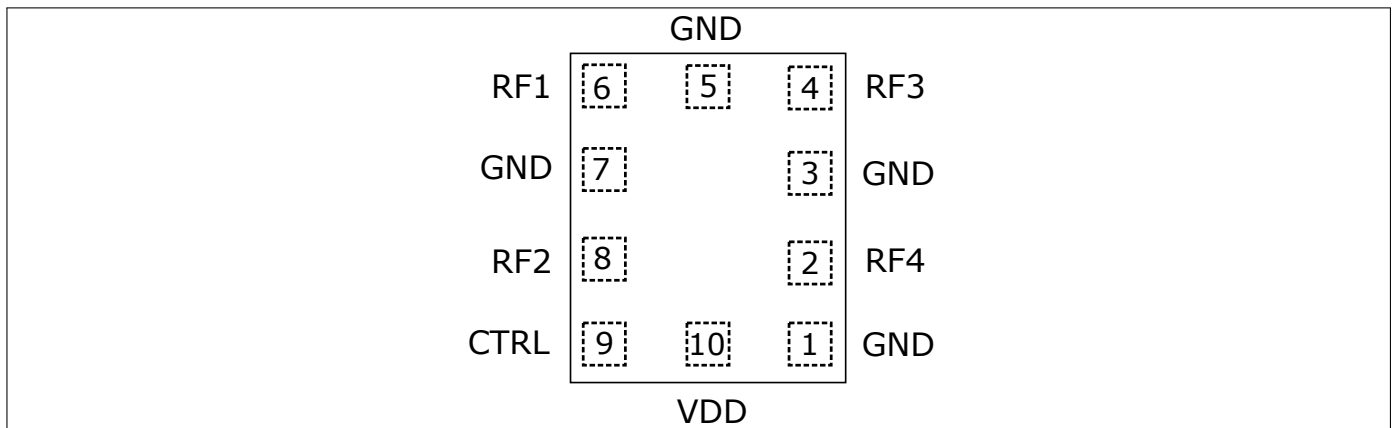 GND
RF1 6 5 4 RF3
GND 7 3 GND
RF2 8 2 RF4
CTRL 9 10 1 GND
VDD